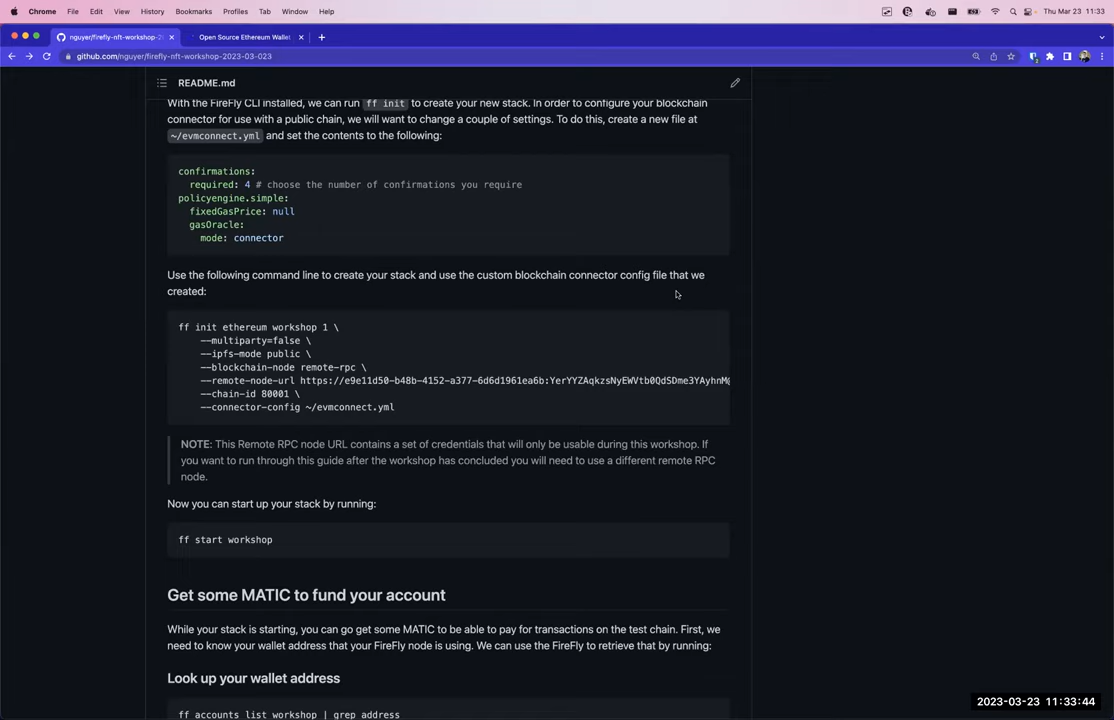 Chrome File Edit View History Bookmarks Profiles Tab Window Help Thu Mar 23 11:33
nguyer/firefly-nft-workshop-2 Open Source Ethereum Wallet
github.com/nguyer/firefly-nft-workshop-2023-03-023
README.md
With the FireFly CLI installed, we can run ff init to create your new stack. In order to configure your blockchain
connector for use with a public chain, we will want to change a couple of settings. To do this, create a new file at
~/evmconnect.yml and set the contents to the following:
confirmations:
required: 4 # choose the number of confirmations you require
policyengine.simple:
fixedGasPrice: null
gasOracle:
mode: connector
Use the following command line to create your stack and use the custom blockchain connector config file that we
created:
ff init ethereum workshop 1 \
--multiparty=false \
--ipfs-mode public \
--blockchain-node remote-rpc \
--remote-node-url https://e9e11d50-b48b-4152-a377-6d6d1961ea6b:YerYYZAqkzsNyEWVtb0QdSDme3YAyhnM@
--chain-id 80001 \
--connector-config ~/evmconnect.yml
NOTE: This Remote RPC node URL contains a set of credentials that will only be usable during this workshop. If
you want to run through this guide after the workshop has concluded you will need to use a different remote RPC
node.
Now you can start up your stack by running:
ff start workshop
Get some MATIC to fund your account
While your stack is starting, you can go get some MATIC to be able to pay for transactions on the test chain. First, we
need to know your wallet address that your FireFly node is using. We can use the FireFly to retrieve that by running:
Look up your wallet address
ff accounts list workshop | grep address
2023-03-23 11:33:44